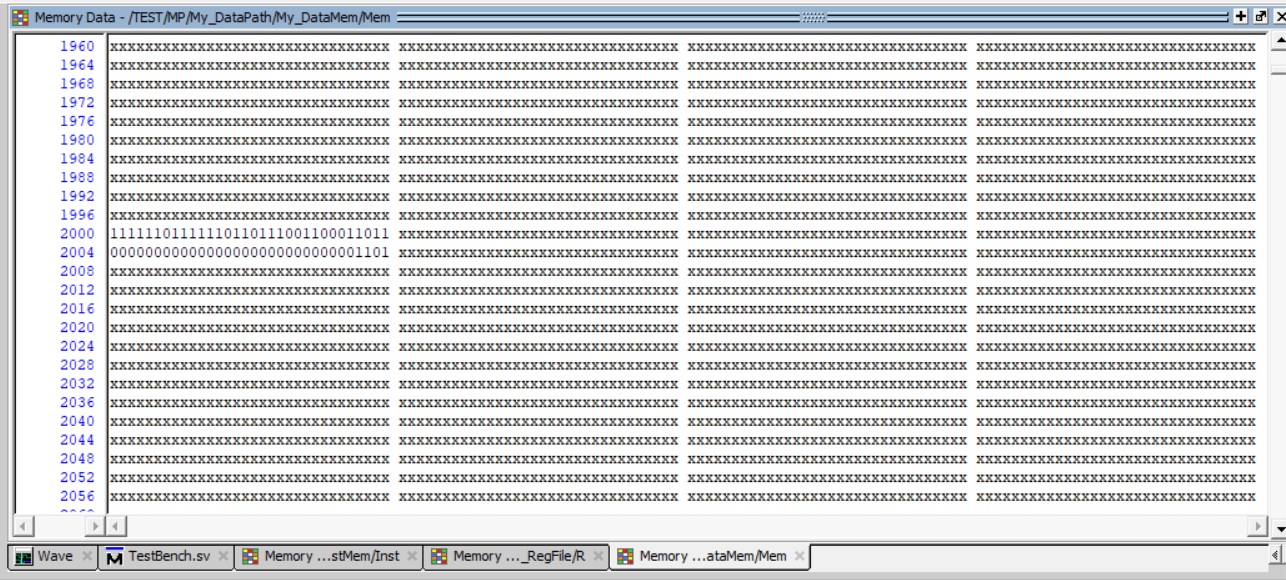 Memory Data - /TEST/MP/My_DataPath/My_DataMem/Mem
1960 xxxxxxxxxxxxxxxxxxxxxxxxxxxxxxxx xxxxxxxxxxxxxxxxxxxxxxxxxxxxxxxx xxxxxxxxxxxxxxxxxxxxxxxxxxxxxxxx xxxxxxxxxxxxxxxxxxxxxxxxxxxxxxxx
1964 xxxxxxxxxxxxxxxxxxxxxxxxxxxxxxxx xxxxxxxxxxxxxxxxxxxxxxxxxxxxxxxx xxxxxxxxxxxxxxxxxxxxxxxxxxxxxxxx xxxxxxxxxxxxxxxxxxxxxxxxxxxxxxxx
1968 xxxxxxxxxxxxxxxxxxxxxxxxxxxxxxxx xxxxxxxxxxxxxxxxxxxxxxxxxxxxxxxx xxxxxxxxxxxxxxxxxxxxxxxxxxxxxxxx xxxxxxxxxxxxxxxxxxxxxxxxxxxxxxxx
1972 xxxxxxxxxxxxxxxxxxxxxxxxxxxxxxxx xxxxxxxxxxxxxxxxxxxxxxxxxxxxxxxx xxxxxxxxxxxxxxxxxxxxxxxxxxxxxxxx xxxxxxxxxxxxxxxxxxxxxxxxxxxxxxxx
1976 xxxxxxxxxxxxxxxxxxxxxxxxxxxxxxxx xxxxxxxxxxxxxxxxxxxxxxxxxxxxxxxx xxxxxxxxxxxxxxxxxxxxxxxxxxxxxxxx xxxxxxxxxxxxxxxxxxxxxxxxxxxxxxxx
1980 xxxxxxxxxxxxxxxxxxxxxxxxxxxxxxxx xxxxxxxxxxxxxxxxxxxxxxxxxxxxxxxx xxxxxxxxxxxxxxxxxxxxxxxxxxxxxxxx xxxxxxxxxxxxxxxxxxxxxxxxxxxxxxxx
1984 xxxxxxxxxxxxxxxxxxxxxxxxxxxxxxxx xxxxxxxxxxxxxxxxxxxxxxxxxxxxxxxx xxxxxxxxxxxxxxxxxxxxxxxxxxxxxxxx xxxxxxxxxxxxxxxxxxxxxxxxxxxxxxxx
1988 xxxxxxxxxxxxxxxxxxxxxxxxxxxxxxxx xxxxxxxxxxxxxxxxxxxxxxxxxxxxxxxx xxxxxxxxxxxxxxxxxxxxxxxxxxxxxxxx xxxxxxxxxxxxxxxxxxxxxxxxxxxxxxxx
1992 xxxxxxxxxxxxxxxxxxxxxxxxxxxxxxxx xxxxxxxxxxxxxxxxxxxxxxxxxxxxxxxx xxxxxxxxxxxxxxxxxxxxxxxxxxxxxxxx xxxxxxxxxxxxxxxxxxxxxxxxxxxxxxxx
1996 xxxxxxxxxxxxxxxxxxxxxxxxxxxxxxxx xxxxxxxxxxxxxxxxxxxxxxxxxxxxxxxx xxxxxxxxxxxxxxxxxxxxxxxxxxxxxxxx xxxxxxxxxxxxxxxxxxxxxxxxxxxxxxxx
2000 11111101111110110111001100011011 xxxxxxxxxxxxxxxxxxxxxxxxxxxxxxxx xxxxxxxxxxxxxxxxxxxxxxxxxxxxxxxx xxxxxxxxxxxxxxxxxxxxxxxxxxxxxxxx
2004 00000000000000000000000000001101 xxxxxxxxxxxxxxxxxxxxxxxxxxxxxxxx xxxxxxxxxxxxxxxxxxxxxxxxxxxxxxxx xxxxxxxxxxxxxxxxxxxxxxxxxxxxxxxx
2008 xxxxxxxxxxxxxxxxxxxxxxxxxxxxxxxx xxxxxxxxxxxxxxxxxxxxxxxxxxxxxxxx xxxxxxxxxxxxxxxxxxxxxxxxxxxxxxxx xxxxxxxxxxxxxxxxxxxxxxxxxxxxxxxx
2012 xxxxxxxxxxxxxxxxxxxxxxxxxxxxxxxx xxxxxxxxxxxxxxxxxxxxxxxxxxxxxxxx xxxxxxxxxxxxxxxxxxxxxxxxxxxxxxxx xxxxxxxxxxxxxxxxxxxxxxxxxxxxxxxx
2016 xxxxxxxxxxxxxxxxxxxxxxxxxxxxxxxx xxxxxxxxxxxxxxxxxxxxxxxxxxxxxxxx xxxxxxxxxxxxxxxxxxxxxxxxxxxxxxxx xxxxxxxxxxxxxxxxxxxxxxxxxxxxxxxx
2020 xxxxxxxxxxxxxxxxxxxxxxxxxxxxxxxx xxxxxxxxxxxxxxxxxxxxxxxxxxxxxxxx xxxxxxxxxxxxxxxxxxxxxxxxxxxxxxxx xxxxxxxxxxxxxxxxxxxxxxxxxxxxxxxx
2024 xxxxxxxxxxxxxxxxxxxxxxxxxxxxxxxx xxxxxxxxxxxxxxxxxxxxxxxxxxxxxxxx xxxxxxxxxxxxxxxxxxxxxxxxxxxxxxxx xxxxxxxxxxxxxxxxxxxxxxxxxxxxxxxx
2028 xxxxxxxxxxxxxxxxxxxxxxxxxxxxxxxx xxxxxxxxxxxxxxxxxxxxxxxxxxxxxxxx xxxxxxxxxxxxxxxxxxxxxxxxxxxxxxxx xxxxxxxxxxxxxxxxxxxxxxxxxxxxxxxx
2032 xxxxxxxxxxxxxxxxxxxxxxxxxxxxxxxx xxxxxxxxxxxxxxxxxxxxxxxxxxxxxxxx xxxxxxxxxxxxxxxxxxxxxxxxxxxxxxxx xxxxxxxxxxxxxxxxxxxxxxxxxxxxxxxx
2036 xxxxxxxxxxxxxxxxxxxxxxxxxxxxxxxx xxxxxxxxxxxxxxxxxxxxxxxxxxxxxxxx xxxxxxxxxxxxxxxxxxxxxxxxxxxxxxxx xxxxxxxxxxxxxxxxxxxxxxxxxxxxxxxx
2040 xxxxxxxxxxxxxxxxxxxxxxxxxxxxxxxx xxxxxxxxxxxxxxxxxxxxxxxxxxxxxxxx xxxxxxxxxxxxxxxxxxxxxxxxxxxxxxxx xxxxxxxxxxxxxxxxxxxxxxxxxxxxxxxx
2044 xxxxxxxxxxxxxxxxxxxxxxxxxxxxxxxx xxxxxxxxxxxxxxxxxxxxxxxxxxxxxxxx xxxxxxxxxxxxxxxxxxxxxxxxxxxxxxxx xxxxxxxxxxxxxxxxxxxxxxxxxxxxxxxx
2048 xxxxxxxxxxxxxxxxxxxxxxxxxxxxxxxx xxxxxxxxxxxxxxxxxxxxxxxxxxxxxxxx xxxxxxxxxxxxxxxxxxxxxxxxxxxxxxxx xxxxxxxxxxxxxxxxxxxxxxxxxxxxxxxx
2052 xxxxxxxxxxxxxxxxxxxxxxxxxxxxxxxx xxxxxxxxxxxxxxxxxxxxxxxxxxxxxxxx xxxxxxxxxxxxxxxxxxxxxxxxxxxxxxxx xxxxxxxxxxxxxxxxxxxxxxxxxxxxxxxx
2056 xxxxxxxxxxxxxxxxxxxxxxxxxxxxxxxx xxxxxxxxxxxxxxxxxxxxxxxxxxxxxxxx xxxxxxxxxxxxxxxxxxxxxxxxxxxxxxxx xxxxxxxxxxxxxxxxxxxxxxxxxxxxxxxx
Wave TestBench.sv Memory ...stMem/Inst Memory ..._RegFile/R Memory ...ataMem/Mem